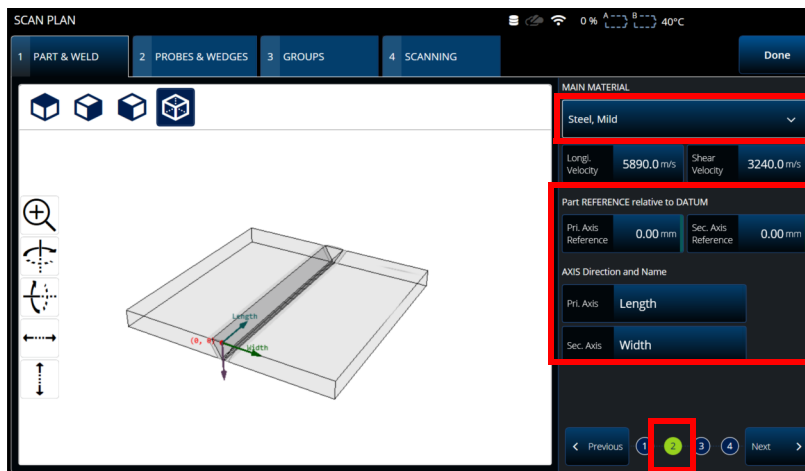 SCAN PLAN
0 % A B 40°C
1 PART & WELD
2 PROBES & WEDGES
3 GROUPS
4 SCANNING
Done
MAIN MATERIAL
Steel, Mild
Longi. Velocity 5890.0 m/s
Shear Velocity 3240.0 m/s
Part REFERENCE relative to DATUM
Pri. Axis Reference 0.00 mm
Sec. Axis Reference 0.00 mm
AXIS Direction and Name
Pri. Axis Length
Sec. Axis Width
Length
(0, 0)
Width
Previous 1 2 3 4 Next